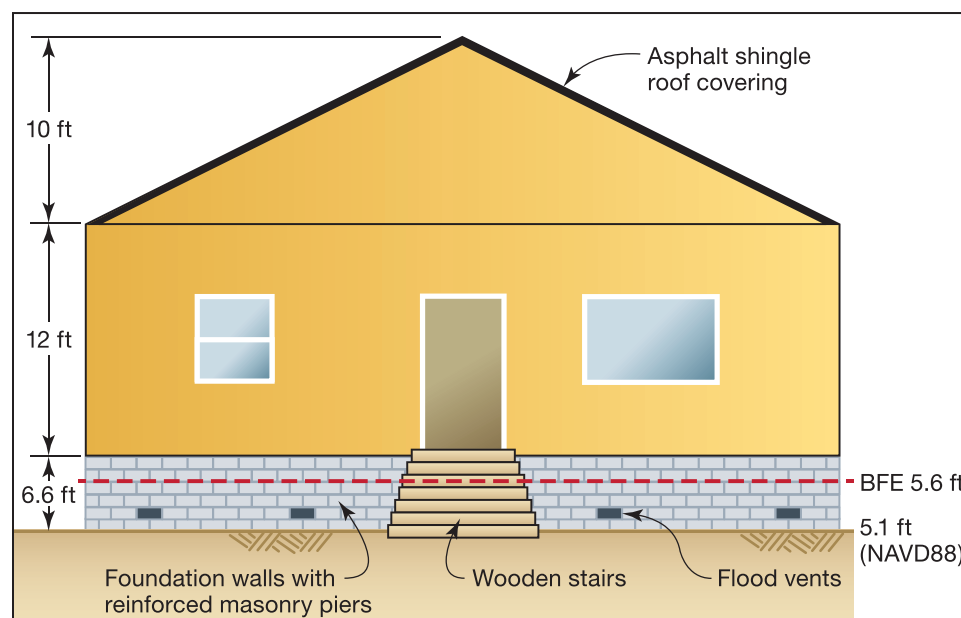 Asphalt shingle
roof covering
10 ft
12 ft
6.6 ft
BFE 5.6 ft
5.1 ft
(NAVD88)
Foundation walls with
reinforced masonry piers
Wooden stairs
Flood vents